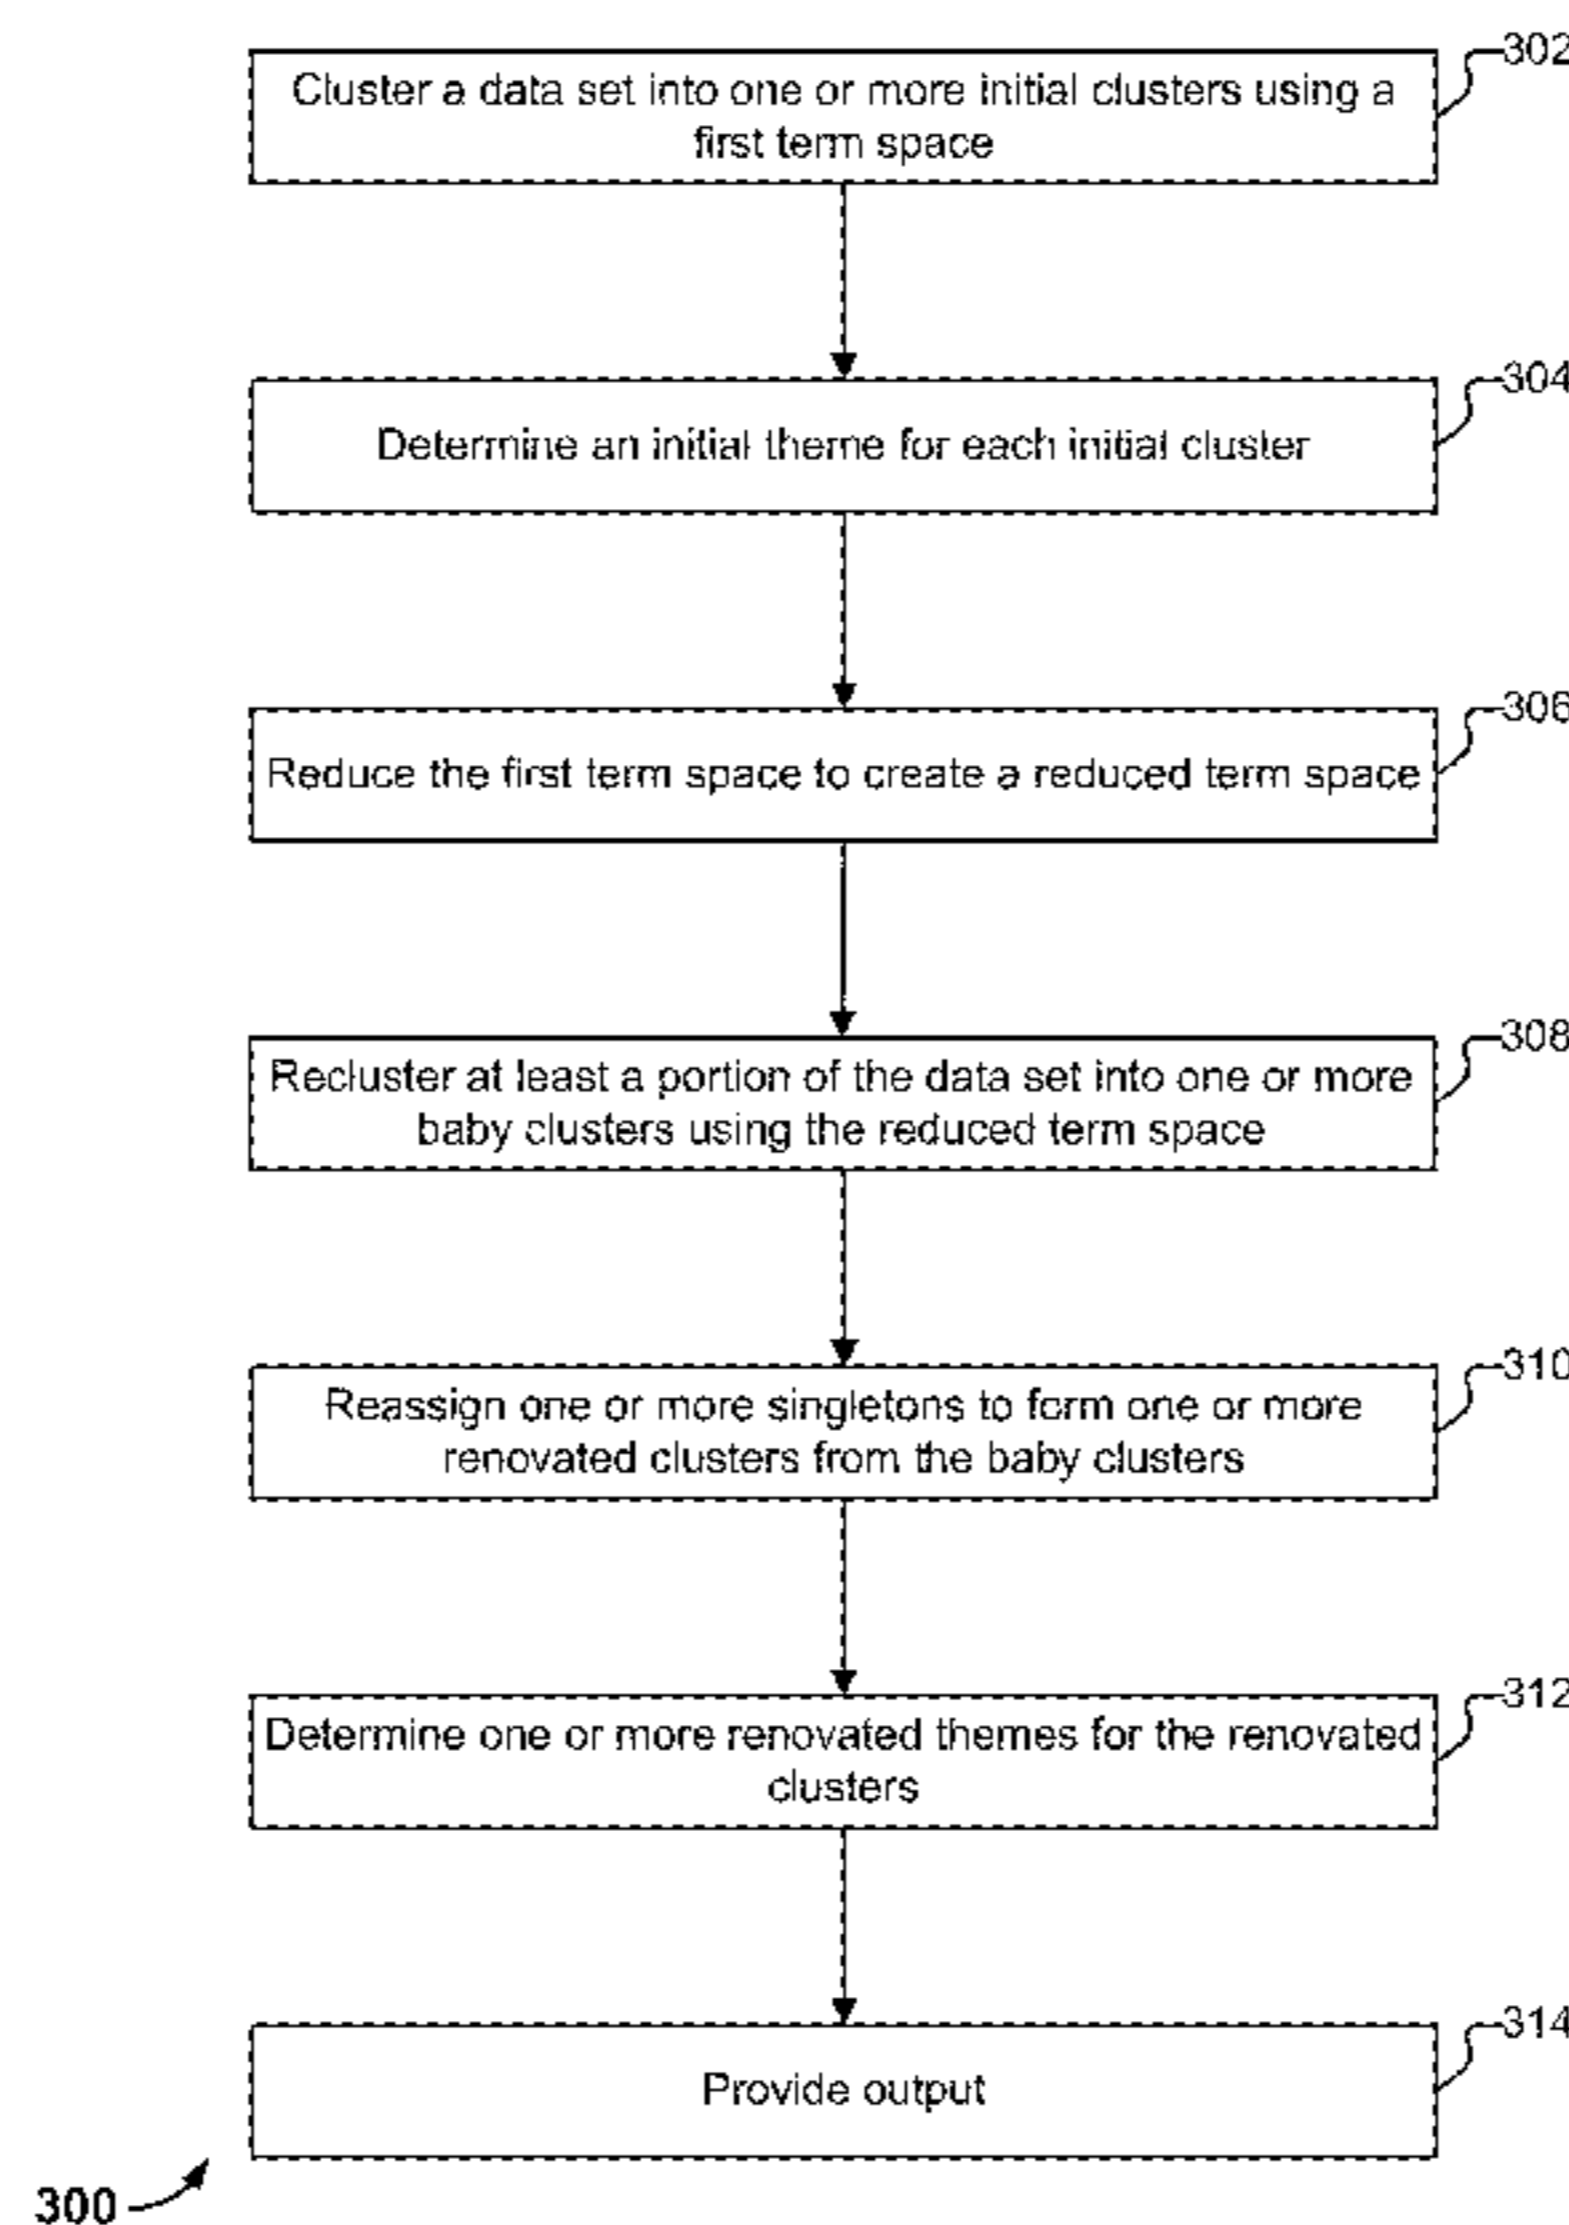 302
Cluster a data set into one or more initial clusters using a
first term space
304
Determine an initial theme for each initial cluster
306
Reduce the first term space to create a reduced term space
308
Recluster at least a portion of the data set into one or more
baby clusters using the reduced term space
310
Reassign one or more singletons to form one or more
renovated clusters from the baby clusters
312
Determine one or more renovated themes for the renovated
clusters
314
Provide output
300